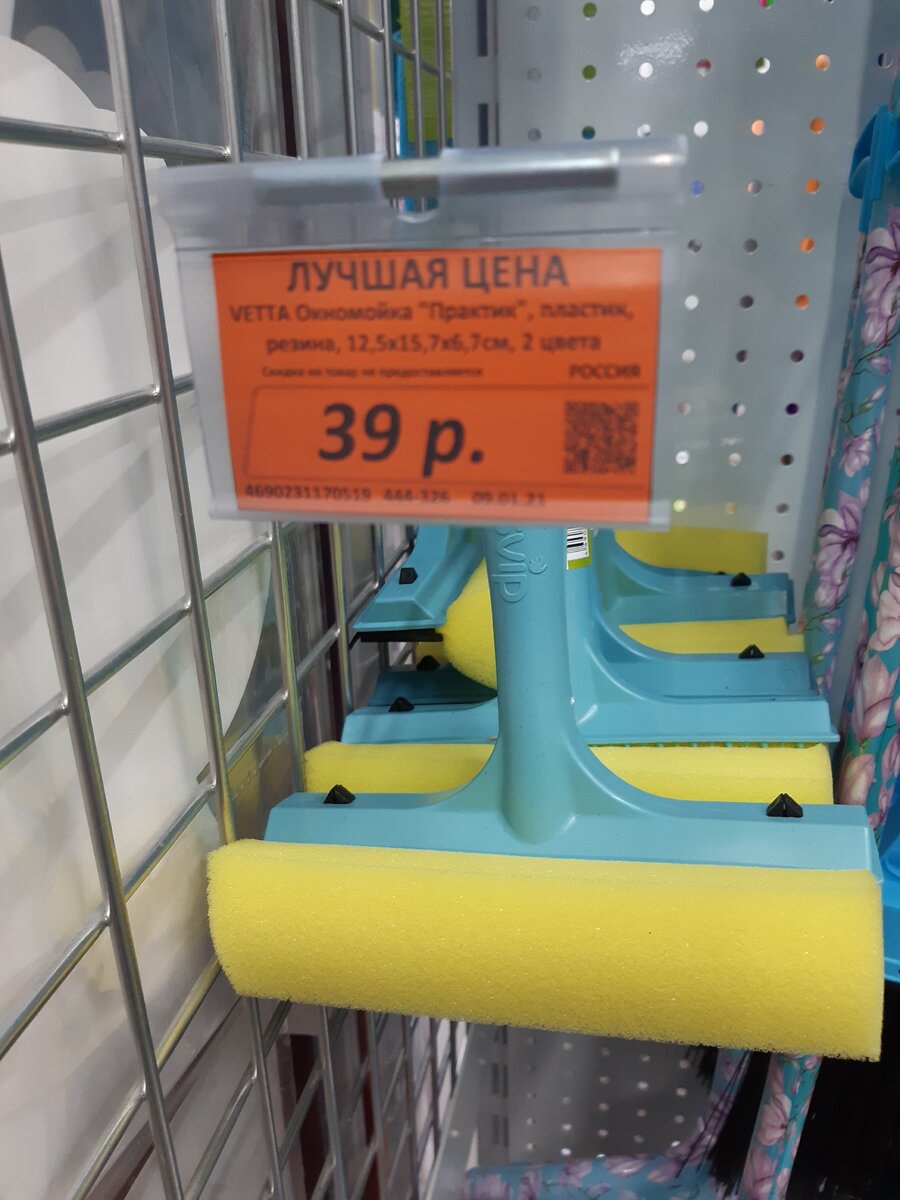 ЛУЧШАЯ ЦЕНА
VETTA Окномойка "Практик", пластик,
резина, 12,5х15,7х6,7см, 2 цвета
Скидка на товар не предоставляется РОССИЯ
39 р.
4690231170519 444-326 09.01.21
svip